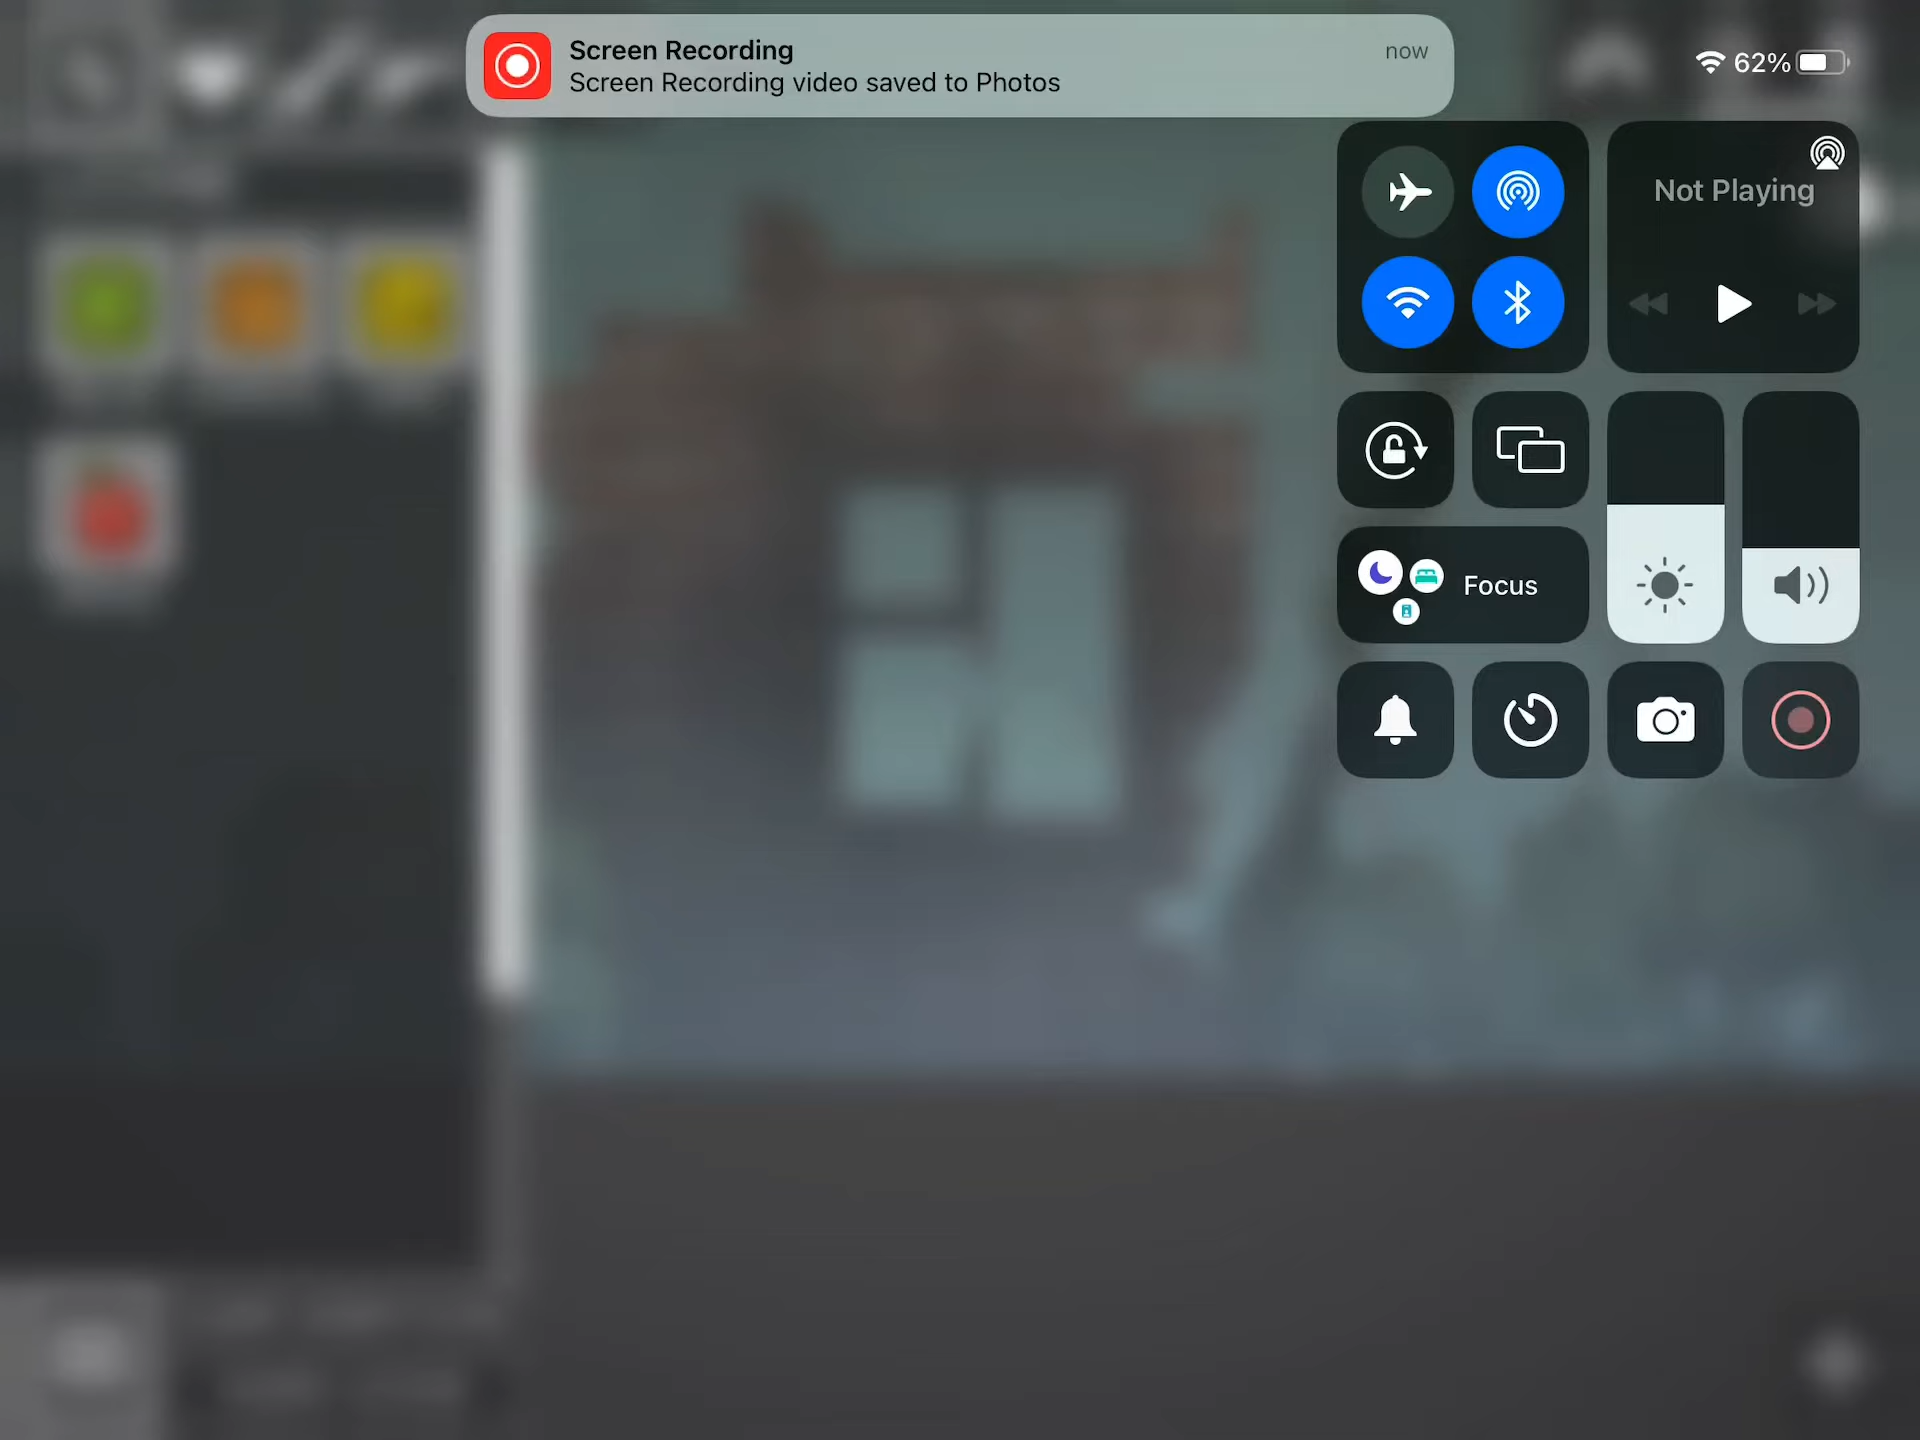 Screen Recording
now
Screen Recording video saved to Photos
62%
Not Playing
Focus